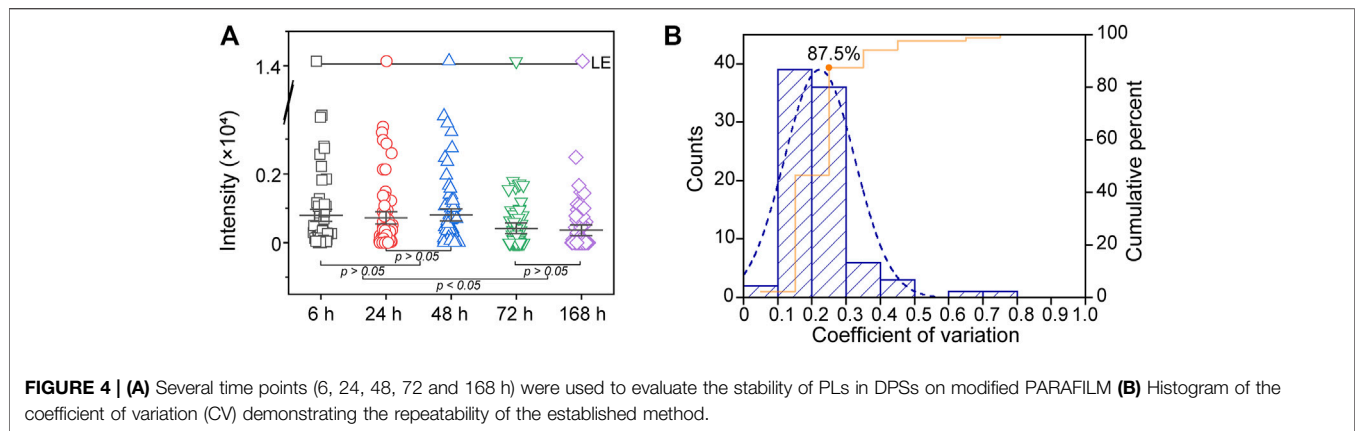 A
1.4
0.2
0
Intensity (×10⁴)
LE
p > 0.05
p > 0.05
p > 0.05
p < 0.05
6 h 24 h 48 h 72 h 168 h
B
87.5%
40
30
20
10
0
Counts
100
80
60
40
20
0
Cumulative percent
0 0.1 0.2 0.3 0.4 0.5 0.6 0.7 0.8 0.9 1.0
Coefficient of variation
FIGURE 4 | (A) Several time points (6, 24, 48, 72 and 168 h) were used to evaluate the stability of PLs in DPSs on modified PARAFILM (B) Histogram of the
coefficient of variation (CV) demonstrating the repeatability of the established method.